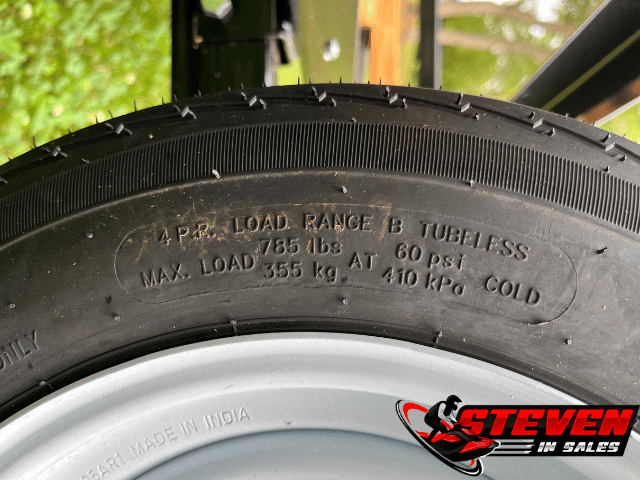 4 P.R. LOAD RANGE B TUBELESS
MAX. LOAD 785 lbs 355 kg. AT 60 psi 410 kPa COLD
ONLY
MADE IN INDIA
STEVEN
IN SALES